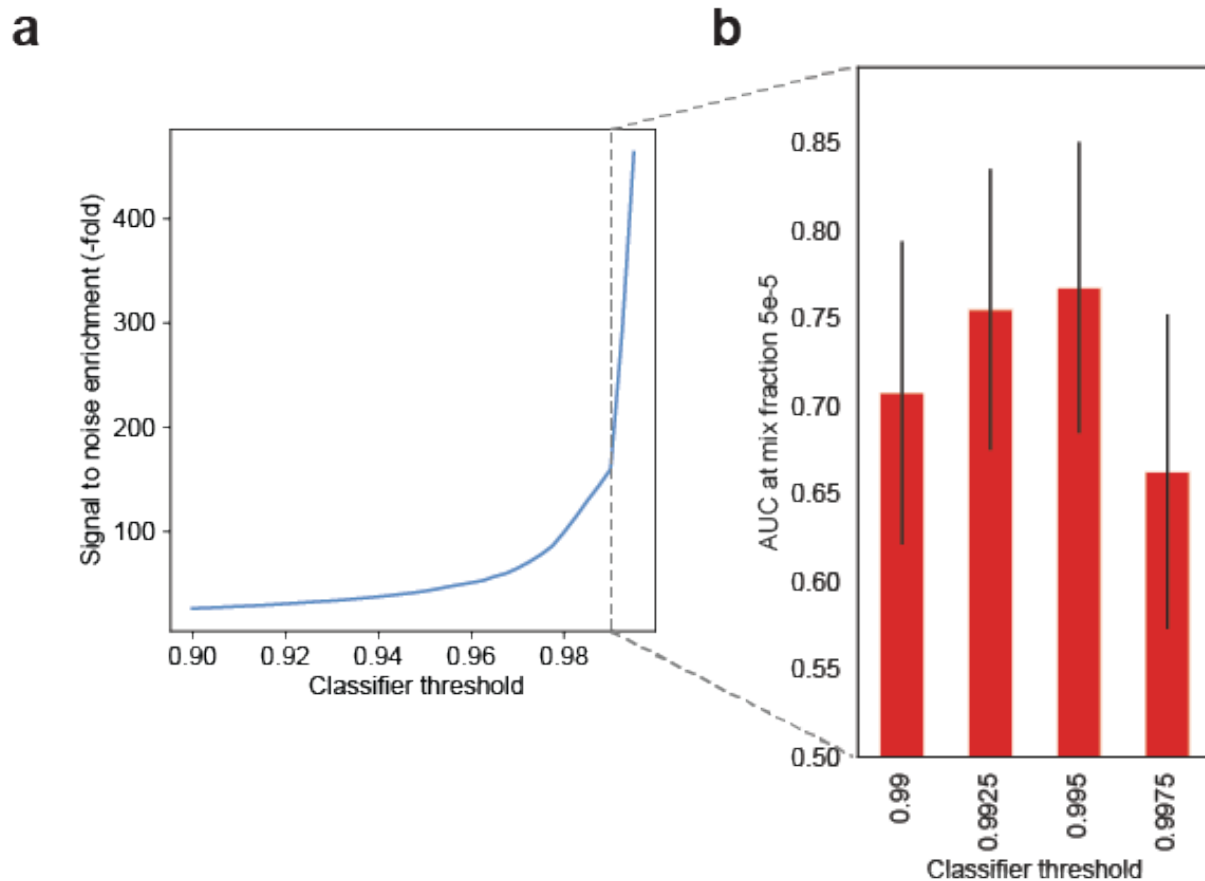 a
b
Signal to noise enrichment (-fold)
400
300
200
100
0.90 0.92 0.94 0.96 0.98
Classifier threshold
AUC at mix fraction 5e-5
0.85
0.80
0.75
0.70
0.65
0.60
0.55
0.50
0.99 0.9925 0.995 0.9975
Classifier threshold